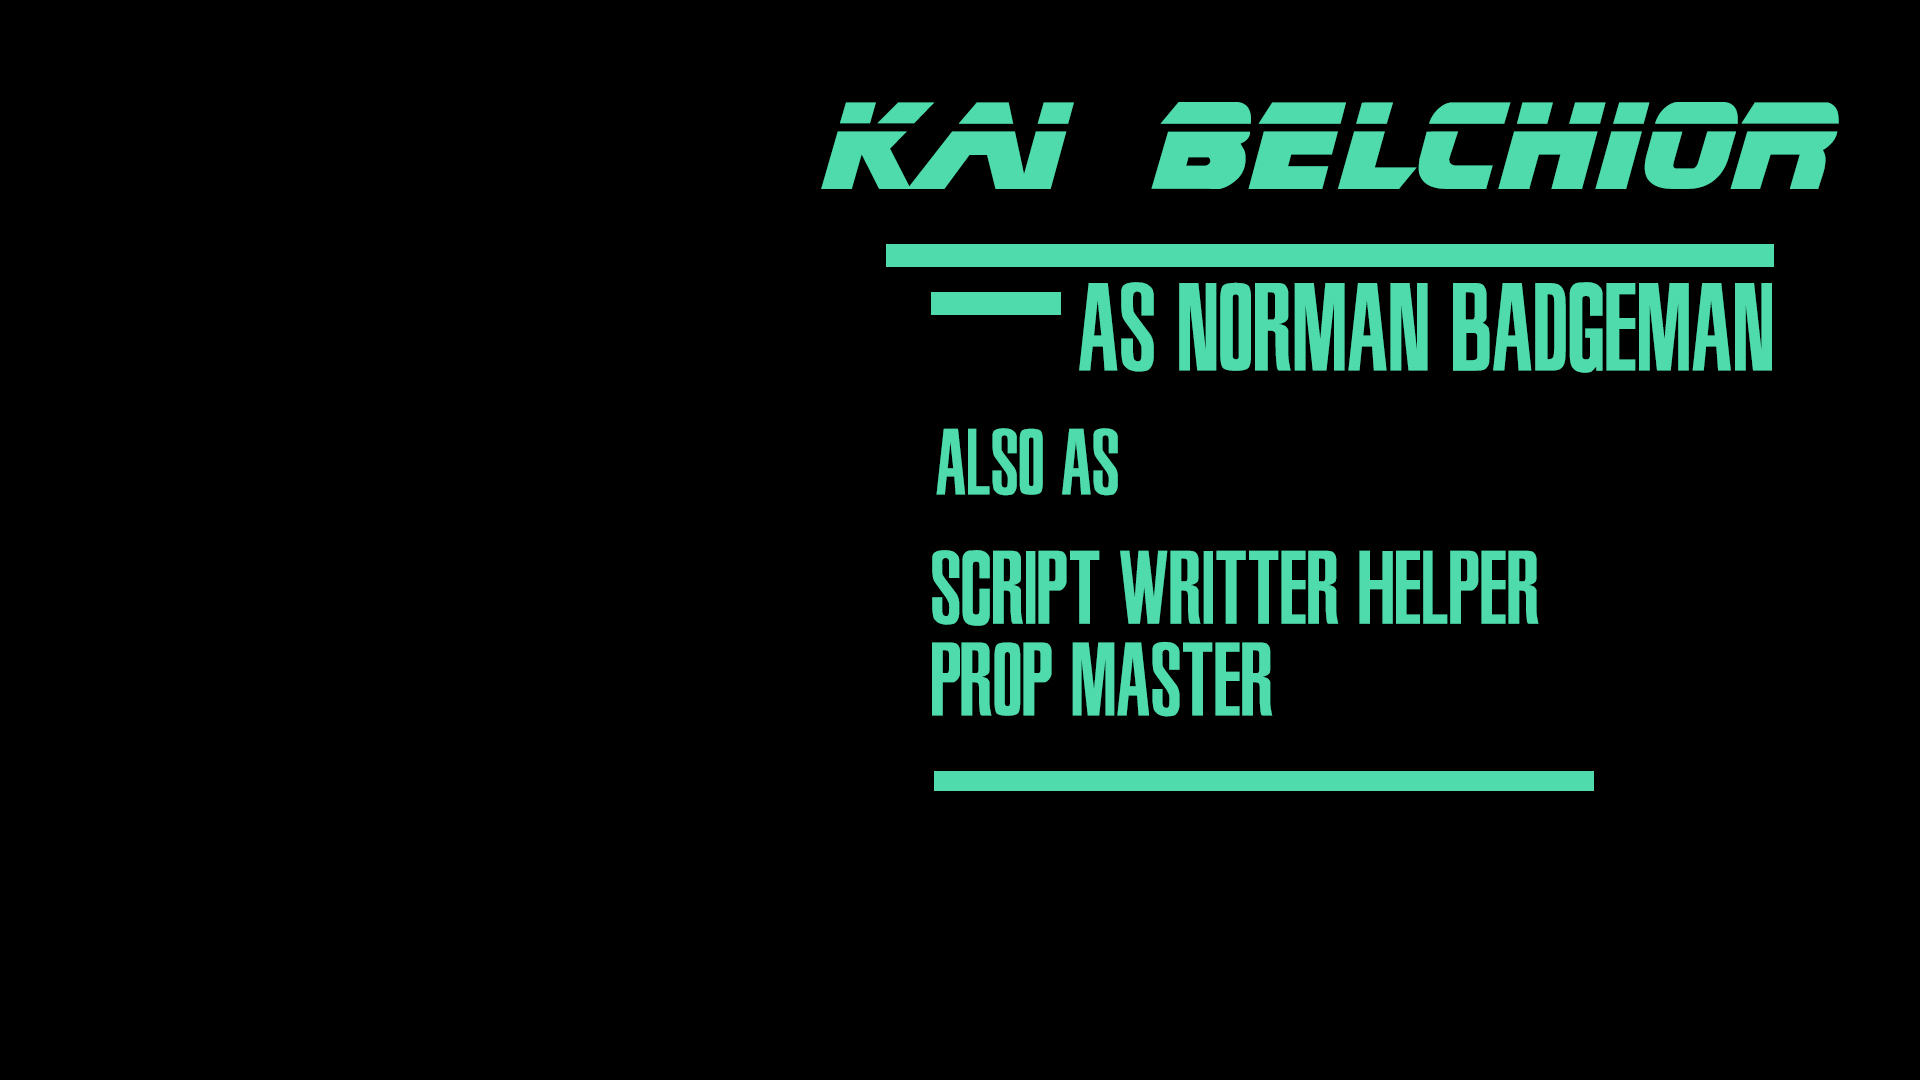 KAI BELCHIOR
AS NORMAN BADGEMAN
ALSO AS
SCRIPT WRITTER HELPER
PROP MASTER